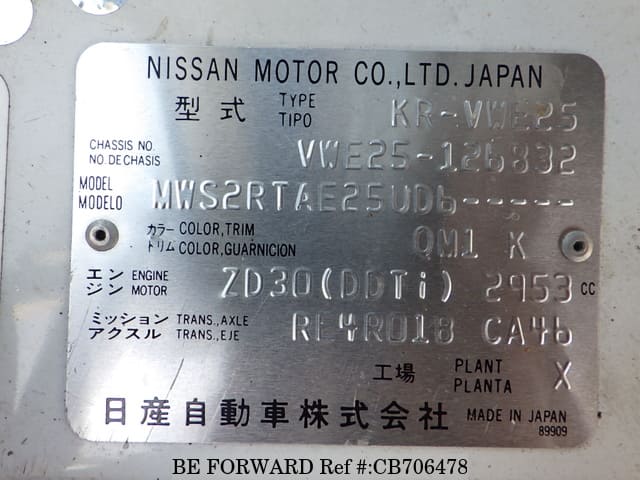 NISSAN MOTOR CO.,LTD. JAPAN
型式 TYPE TIPO KR-VWE25
CHASSIS NO. NO. DE CHASIS VWE25-126832
MODEL MODELO MWS2RTAE25UDb-----
カラー COLOR,TRIM
トリム COLOR,GUARNICION QM1 K
エンジン ENGINE MOTOR ZD30(DDTi) 2953 cc
ミッション TRANS.,AXLE
アクスル TRANS.,EJE RE4R01B CA46
工場 PLANT PLANTA X
日産自動車株式会社 MADE IN JAPAN
89909
BE FORWARD Ref #:CB706478